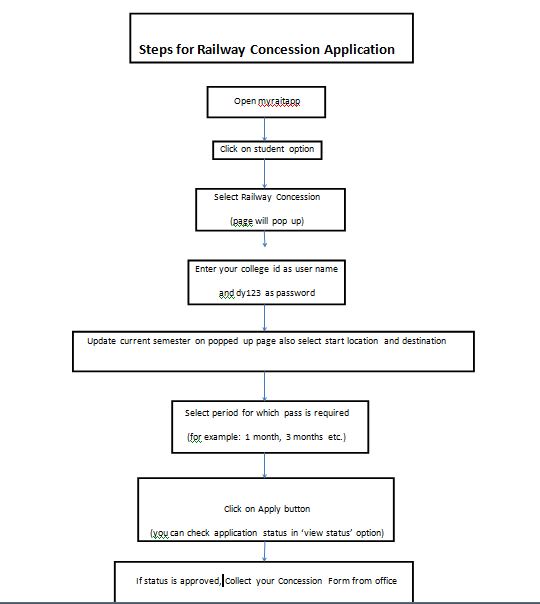 Steps for Railway Concession Application
Open myraitapp
Click on student option
Select Railway Concession
(page will pop up)
Enter your college id as user name
and dy123 as password
Update current semester on popped up page also select start location and destination
Select period for which pass is required
(for example: 1 month, 3 months etc.)
Click on Apply button
(you can check application status in 'view status' option)
If status is approved, Collect your Concession Form from office